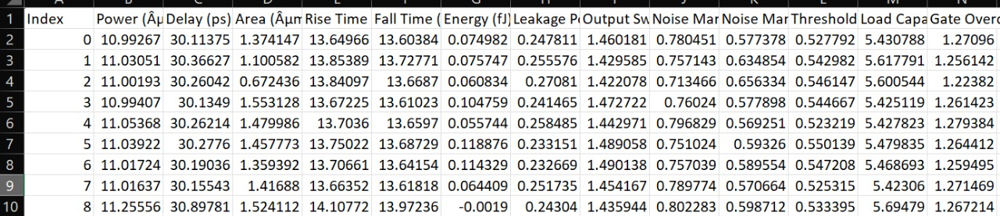 A B C D E F G H I J K L M N
1 Index Power (Âµ Delay (ps) Area (Âµm Rise Time Fall Time ( Energy (fJ) Leakage P Output Sw Noise Mar Noise Mar Threshold Load Capa Gate Overd
2 0 10.99267 30.11375 1.374147 13.64966 13.60384 0.074982 0.247811 1.460181 0.780451 0.577378 0.527792 5.430788 1.27096
3 1 11.03051 30.36627 1.100582 13.85389 13.72771 0.075747 0.255576 1.429585 0.757143 0.634854 0.542982 5.617791 1.256142
4 2 11.00193 30.26042 0.672436 13.84097 13.6687 0.060834 0.27081 1.422078 0.713466 0.656334 0.546147 5.600544 1.22382
5 3 10.99407 30.1349 1.553128 13.67225 13.61023 0.104759 0.241465 1.472722 0.76024 0.577898 0.544667 5.425119 1.261423
6 4 11.05368 30.26214 1.479986 13.7036 13.6597 0.055744 0.258485 1.442971 0.796829 0.569251 0.523219 5.427823 1.279384
7 5 11.03922 30.2776 1.457773 13.75022 13.68729 0.118876 0.233151 1.489058 0.751024 0.59326 0.550139 5.479835 1.264412
8 6 11.01724 30.19036 1.359392 13.70661 13.64154 0.114329 0.232669 1.490138 0.757039 0.589554 0.547208 5.468693 1.259495
9 7 11.01637 30.15543 1.41688 13.66352 13.61818 0.064409 0.251735 1.454167 0.789774 0.570664 0.525315 5.42306 1.271469
10 8 11.25556 30.89781 1.524112 14.10772 13.97236 -0.0019 0.24304 1.435944 0.802283 0.598712 0.533395 5.69479 1.267214